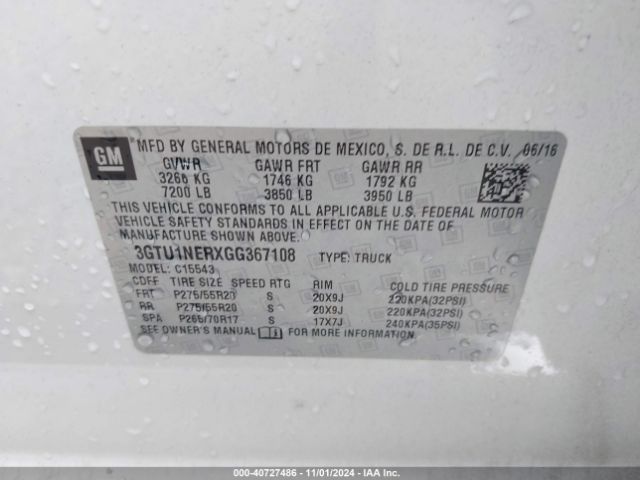 GM
MFD BY GENERAL MOTORS DE MEXICO, S. DE R.L. DE C.V. 06/16
GVWR GAWR FRT GAWR RR
3266 KG 1746 KG 1792 KG
7200 LB 3850 LB 3950 LB
THIS VEHICLE CONFORMS TO ALL APPLICABLE U.S. FEDERAL MOTOR
VEHICLE SAFETY STANDARDS IN EFFECT ON THE DATE OF
MANUFACTURE SHOWN ABOVE.
3GTU1NERXGG367108 TYPE: TRUCK
MODEL: C15543
CDFF TIRE SIZE SPEED RTG RIM COLD TIRE PRESSURE
FRT P275/55R20 S 20X9J 220KPA(32PSI)
RR P275/55R20 S 20X9J 220KPA(32PSI)
SPA P265/70R17 S 17X7J 240KPA(35PSI)
SEE OWNER'S MANUAL FOR MORE INFORMATION.
000-40727486 - 11/01/2024 - IAAI.com